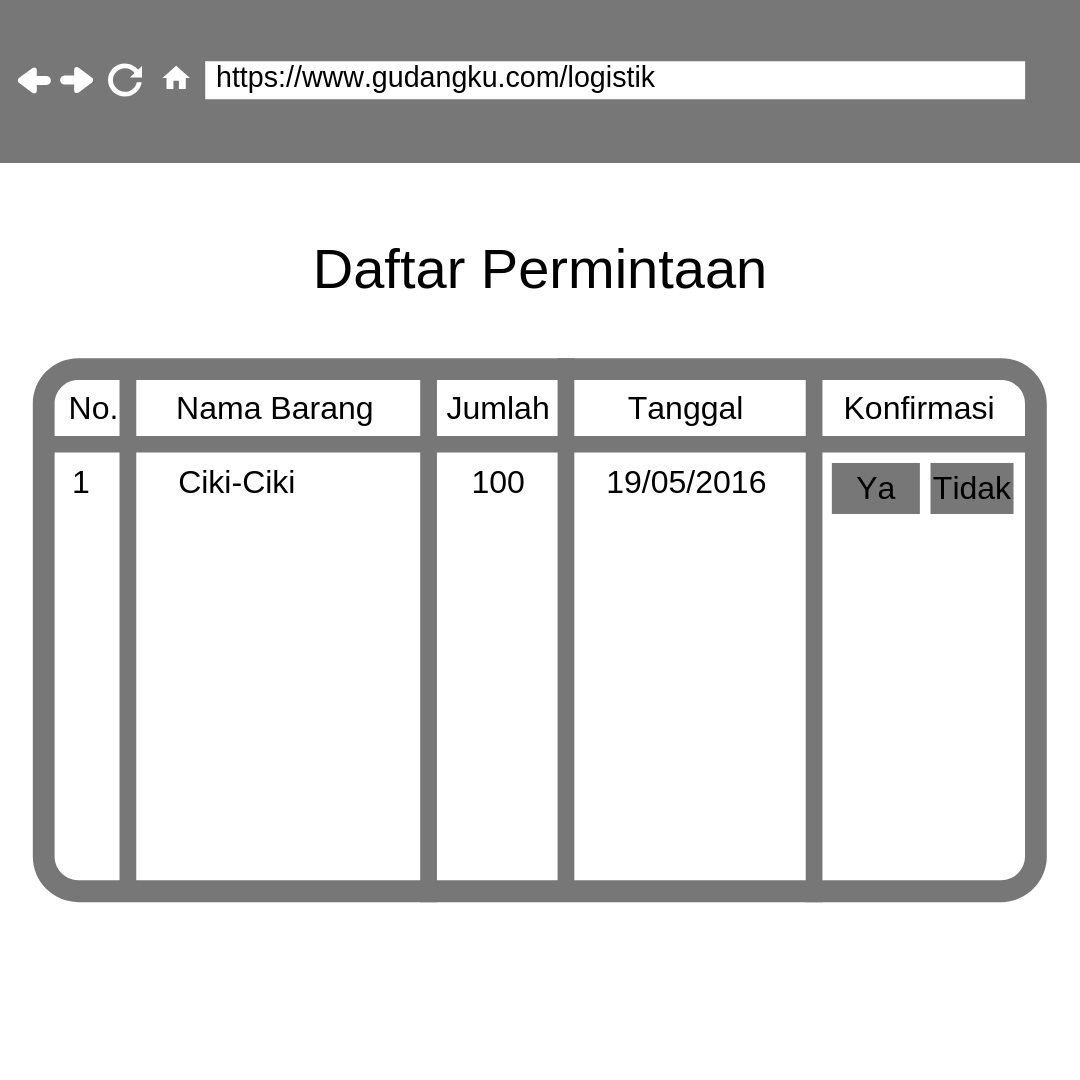 https://www.gudangku.com/logistik
Daftar Permintaan
No. Nama Barang Jumlah Tanggal Konfirmasi
1 Ciki-Ciki 100 19/05/2016 Ya Tidak